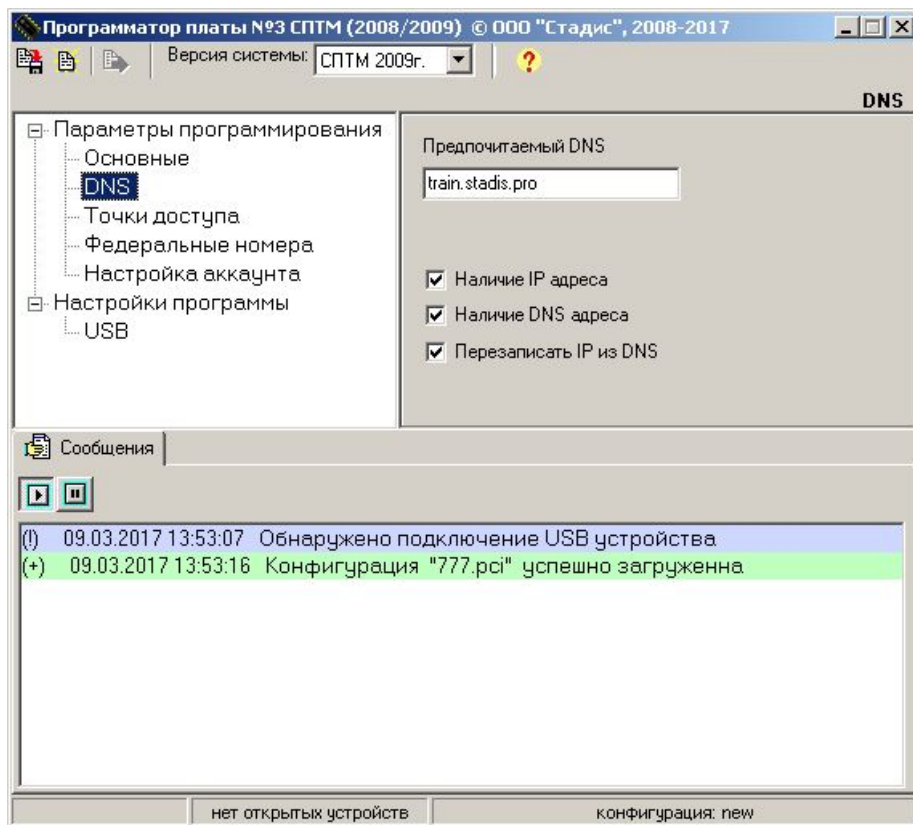 Программатор платы №3 СПТМ (2008/2009) © ООО "Стадис", 2008-2017
Версия системы: СПТМ 2009г. ?
DNS
Параметры программирования
Основные
DNS
Точки доступа
Федеральные номера
Настройка аккаунта
Настройки программы
USB
Предпочитаемый DNS
train.stadis.pro
Наличие IP адреса
Наличие DNS адреса
Перезаписать IP из DNS
Сообщения
(!) 09.03.2017 13:53:07 Обнаружено подключение USB устройства
(+) 09.03.2017 13:53:16 Конфигурация "777.pci" успешно загруженна
нет открытых устройств
конфигурация: new